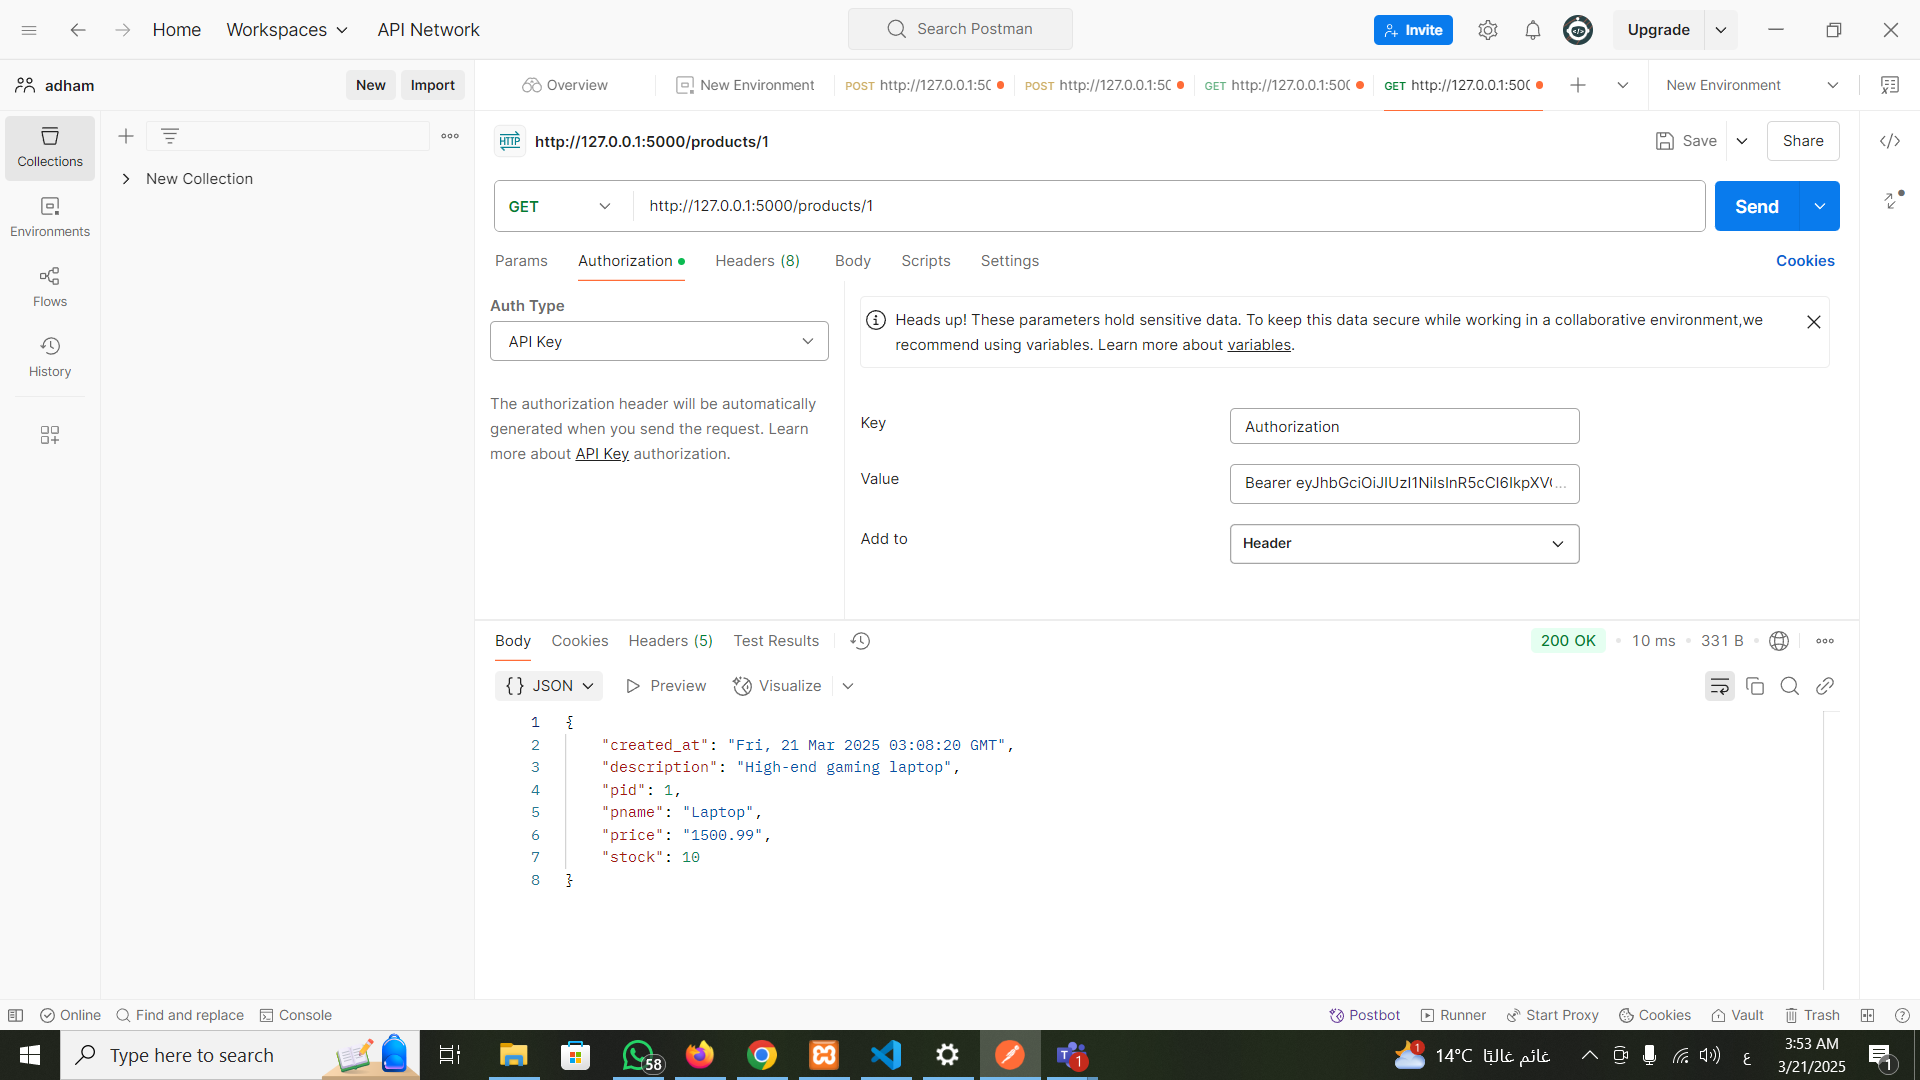 Home Workspaces API Network Search Postman Invite Upgrade
adham New Import Overview New Environment POST http://127.0.0.1:50 POST http://127.0.0.1:50 GET http://127.0.0.1:500 GET http://127.0.0.1:500 New Environment
Collections
Environments
Flows
History
New Collection
HTTP http://127.0.0.1:5000/products/1 Save Share
GET http://127.0.0.1:5000/products/1 Send
Params Authorization Headers (8) Body Scripts Settings Cookies
Auth Type
API Key
The authorization header will be automatically
generated when you send the request. Learn
more about API Key authorization.
Heads up! These parameters hold sensitive data. To keep this data secure while working in a collaborative environment,we
recommend using variables. Learn more about variables.
Key Authorization
Value Bearer eyJhbGciOiJIUzI1NiIsInR5cCI6IkpXV...
Add to Header
Body Cookies Headers (5) Test Results 200 OK 10 ms 331 B
{} JSON Preview Visualize
1 {
2 "created_at": "Fri, 21 Mar 2025 03:08:20 GMT",
3 "description": "High-end gaming laptop",
4 "pid": 1,
5 "pname": "Laptop",
6 "price": "1500.99",
7 "stock": 10
8 }
Online Find and replace Console Postbot Runner Start Proxy Cookies Vault Trash
Type here to search 58 1 1 14°C غائم غالبًا ع 3:53 AM
3/21/2025 1